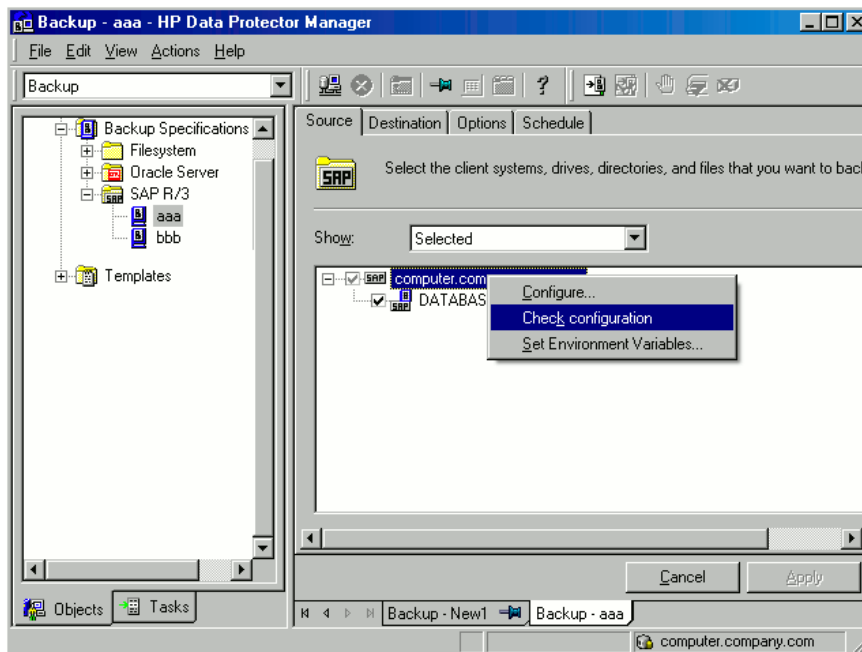 Backup - aaa - HP Data Protector Manager
File Edit View Actions Help
Backup
Backup Specifications
Filesystem
Oracle Server
SAP R/3
aaa
bbb
Templates
Objects
Tasks
Source Destination Options Schedule
SAP
Select the client systems, drives, directories, and files that you want to bac
Show: Selected
SAP computer.com
SAP DATABAS
Configure...
Check configuration
Set Environment Variables...
Cancel Apply
Backup - New1 Backup - aaa
computer.company.com